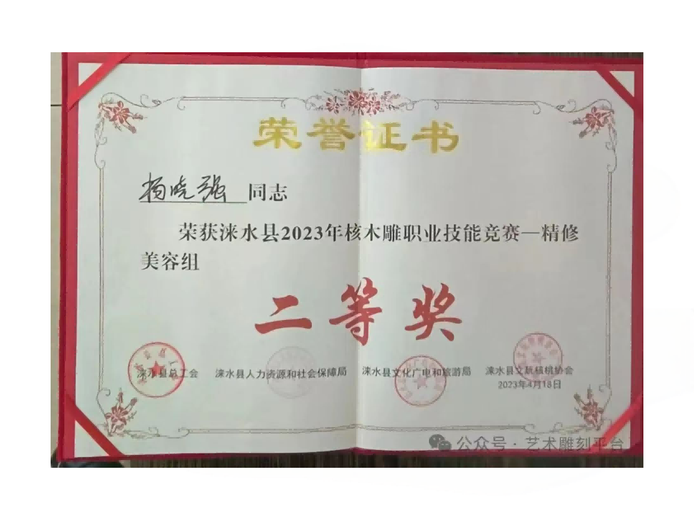 荣誉证书
杨晓强 同志
荣获涞水县2023年核木雕职业技能竞赛—精修
美容组
二等奖
涞水县总工会 涞水县人力资源和社会保障局 涞水县文化广电和旅游局 涞水县文玩核桃协会
2023年4月18日
公众号·艺术雕刻平台